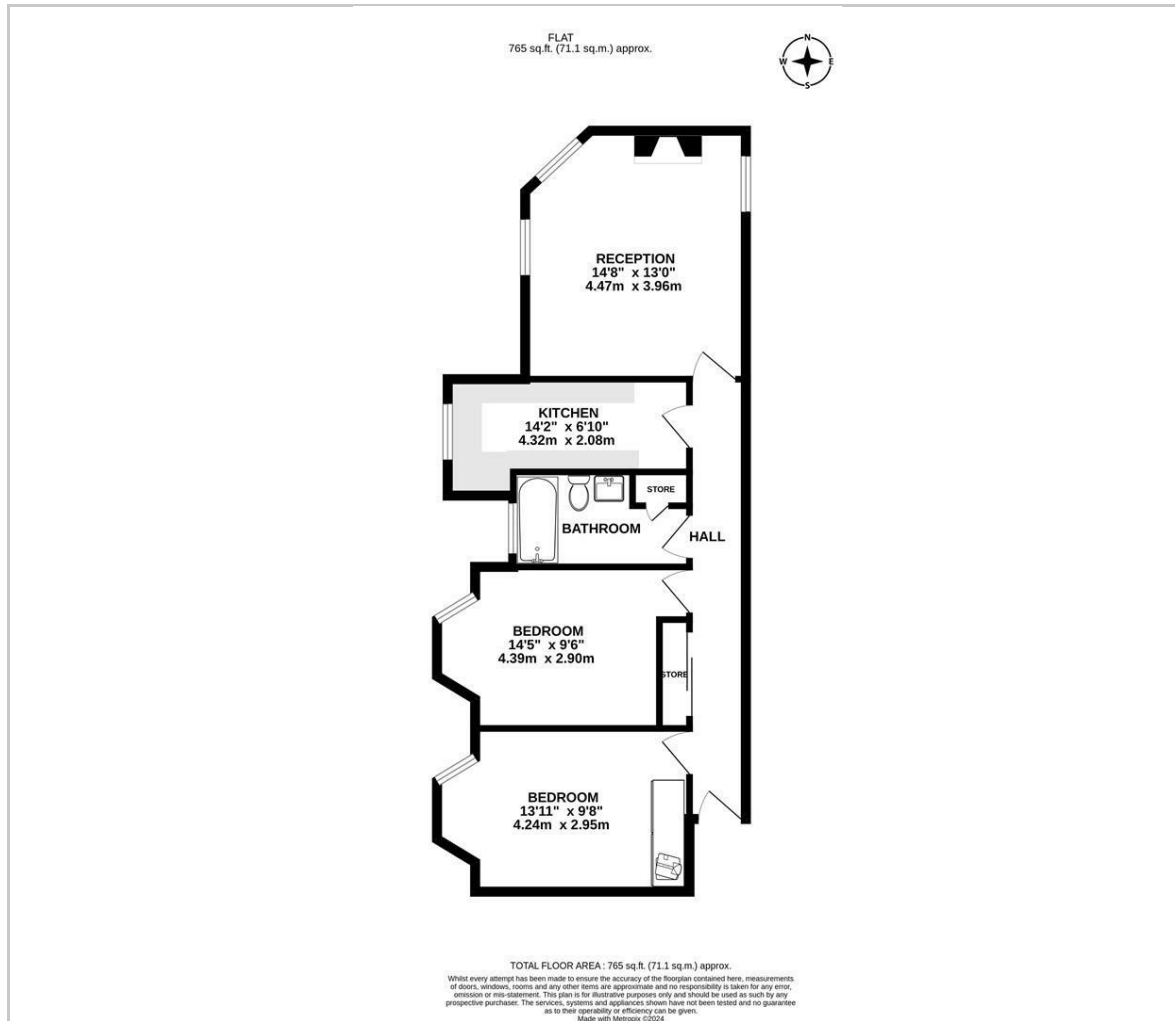 FLAT
765 sq.ft. (71.1 sq.m.) approx.
N
W
E
S
RECEPTION
14'8" x 13'0"
4.47m x 3.96m
KITCHEN
14'2" x 6'10"
4.32m x 2.08m
STORE
BATHROOM
HALL
BEDROOM
14'5" x 9'6"
4.39m x 2.90m
STORE
BEDROOM
13'11" x 9'8"
4.24m x 2.95m
TOTAL FLOOR AREA : 765 sq.ft. (71.1 sq.m.) approx.
Whilst every attempt has been made to ensure the accuracy of the floorplan contained here, measurements
of doors, windows, rooms and any other items are approximate and no responsibility is taken for any error,
omission or mis-statement. This plan is for illustrative purposes only and should be used as such by any
prospective purchaser. The services, systems and appliances shown have not been tested and no guarantee
as to their operability or efficiency can be given.
Made with Metropix ©2024